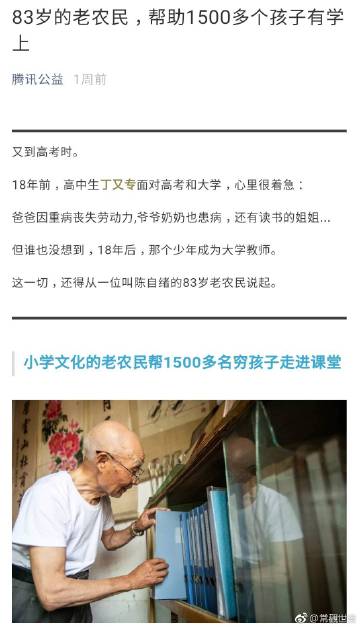 83岁的老农民，帮助1500多个孩子有学
上
腾讯公益 1周前
又到高考时。
18年前，高中生丁又专面对高考和大学，心里很着急：
爸爸因重病丧失劳动力,爷爷奶奶也患病，还有读书的姐姐...
但谁也没想到，18年后，那个少年成为大学教师。
这一切，还得从一位叫陈自绪的83岁老农民说起。
小学文化的老农民帮1500多名穷孩子走进课堂